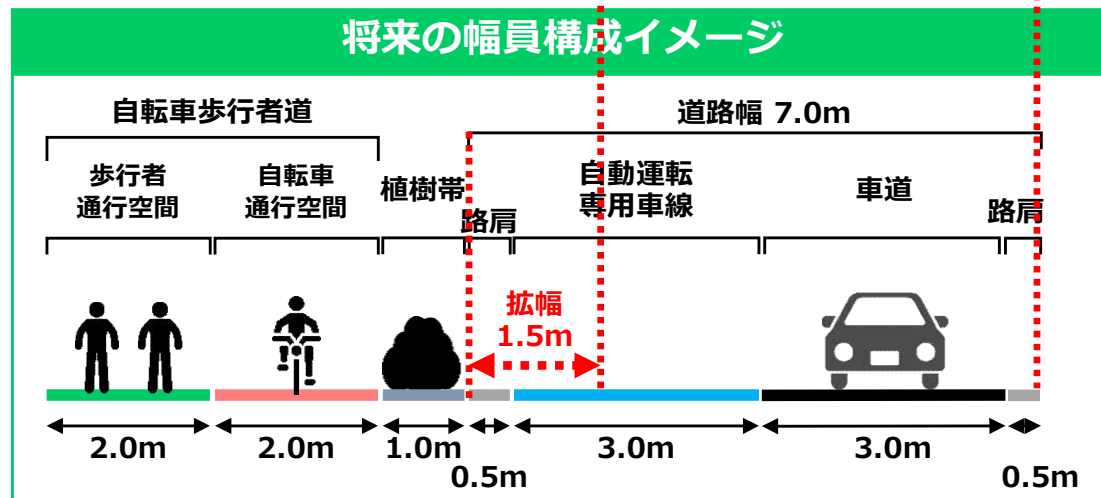 将来の幅員構成イメージ
自転車歩行者道
道路幅 7.0m
歩行者
通行空間
自転車
通行空間
植樹帯
路肩
自動運転
専用車線
車道
路肩
拡幅
1.5m
2.0m
2.0m
1.0m
0.5m
3.0m
3.0m
0.5m